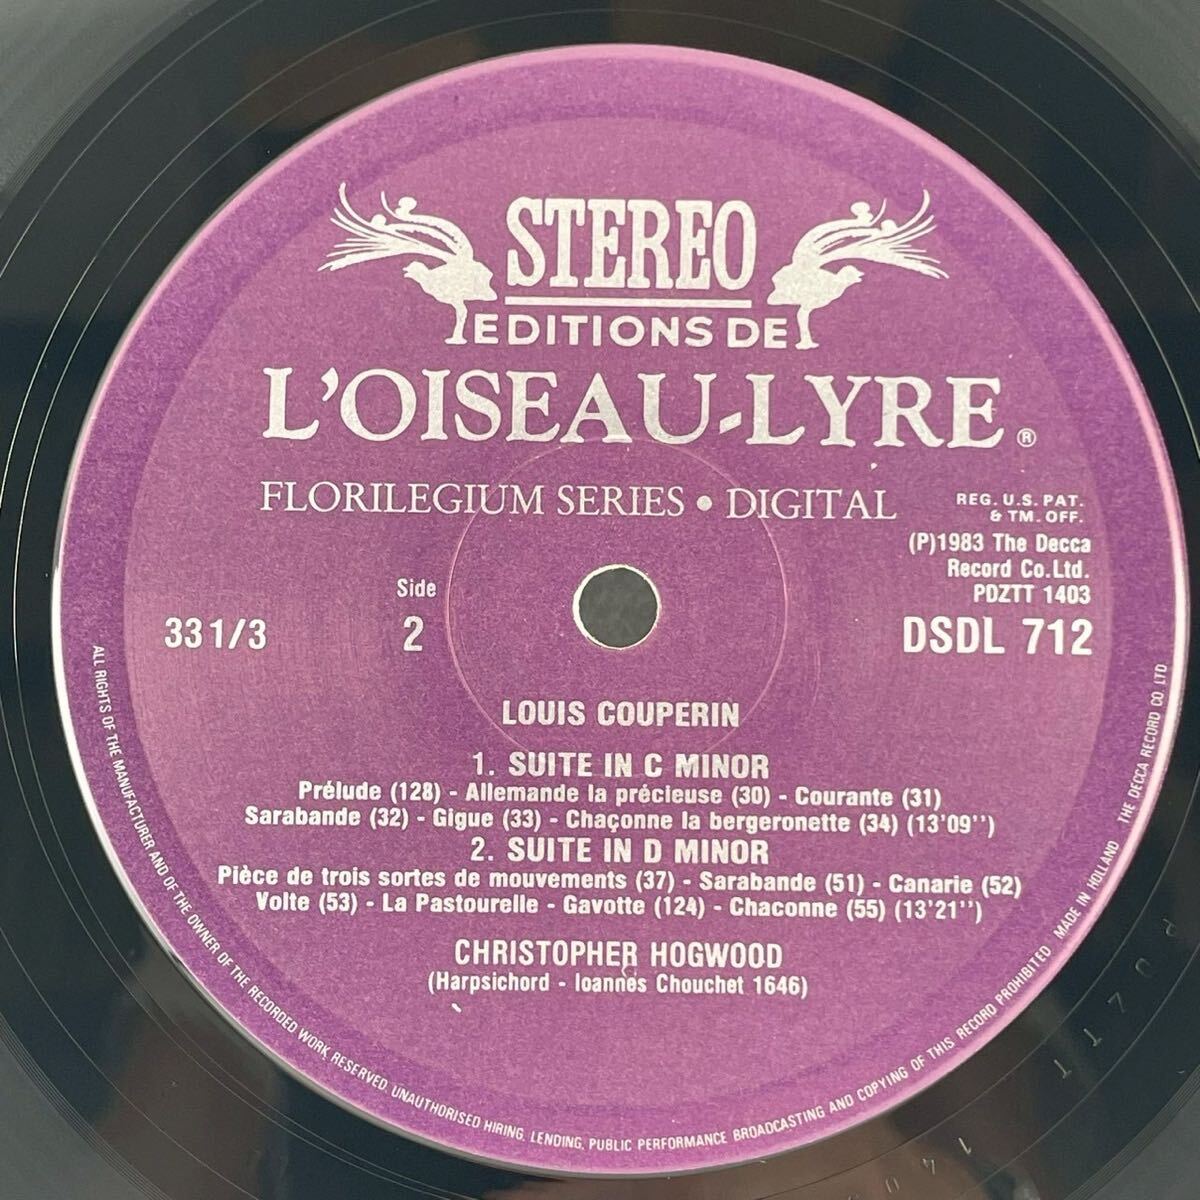 STEREO
EDITIONS DE
L'OISEAU-LYRE ®
FLORILEGIUM SERIES • DIGITAL
REG. U.S. PAT.
& TM. OFF.
(P)1983 The Decca
Record Co.Ltd.
PDZTT 1403
Side
33 1/3 2 DSDL 712
LOUIS COUPERIN
1. SUITE IN C MINOR
Prélude (128) - Allemande la précieuse (30) - Courante (31)
Sarabande (32) - Gigue (33) - Chaçonne la bergeronette (34) (13'09'')
2. SUITE IN D MINOR
Pièce de trois sortes de mouvements (37) - Sarabande (51) - Canarie (52)
Volte (53) - La Pastourelle - Gavotte (124) - Chaconne (55) (13'21'')
CHRISTOPHER HOGWOOD
(Harpsichord - Ioannes Chouchet 1646)
ALL RIGHTS OF THE MANUFACTURER AND OF THE OWNER OF THE RECORDED WORK RESERVED. UNAUTHORISED HIRING, LENDING, PUBLIC PERFORMANCE BROADCASTING AND COPYING OF THIS RECORD PROHIBITED MADE IN HOLLAND THE DECCA RECORD CO LTD